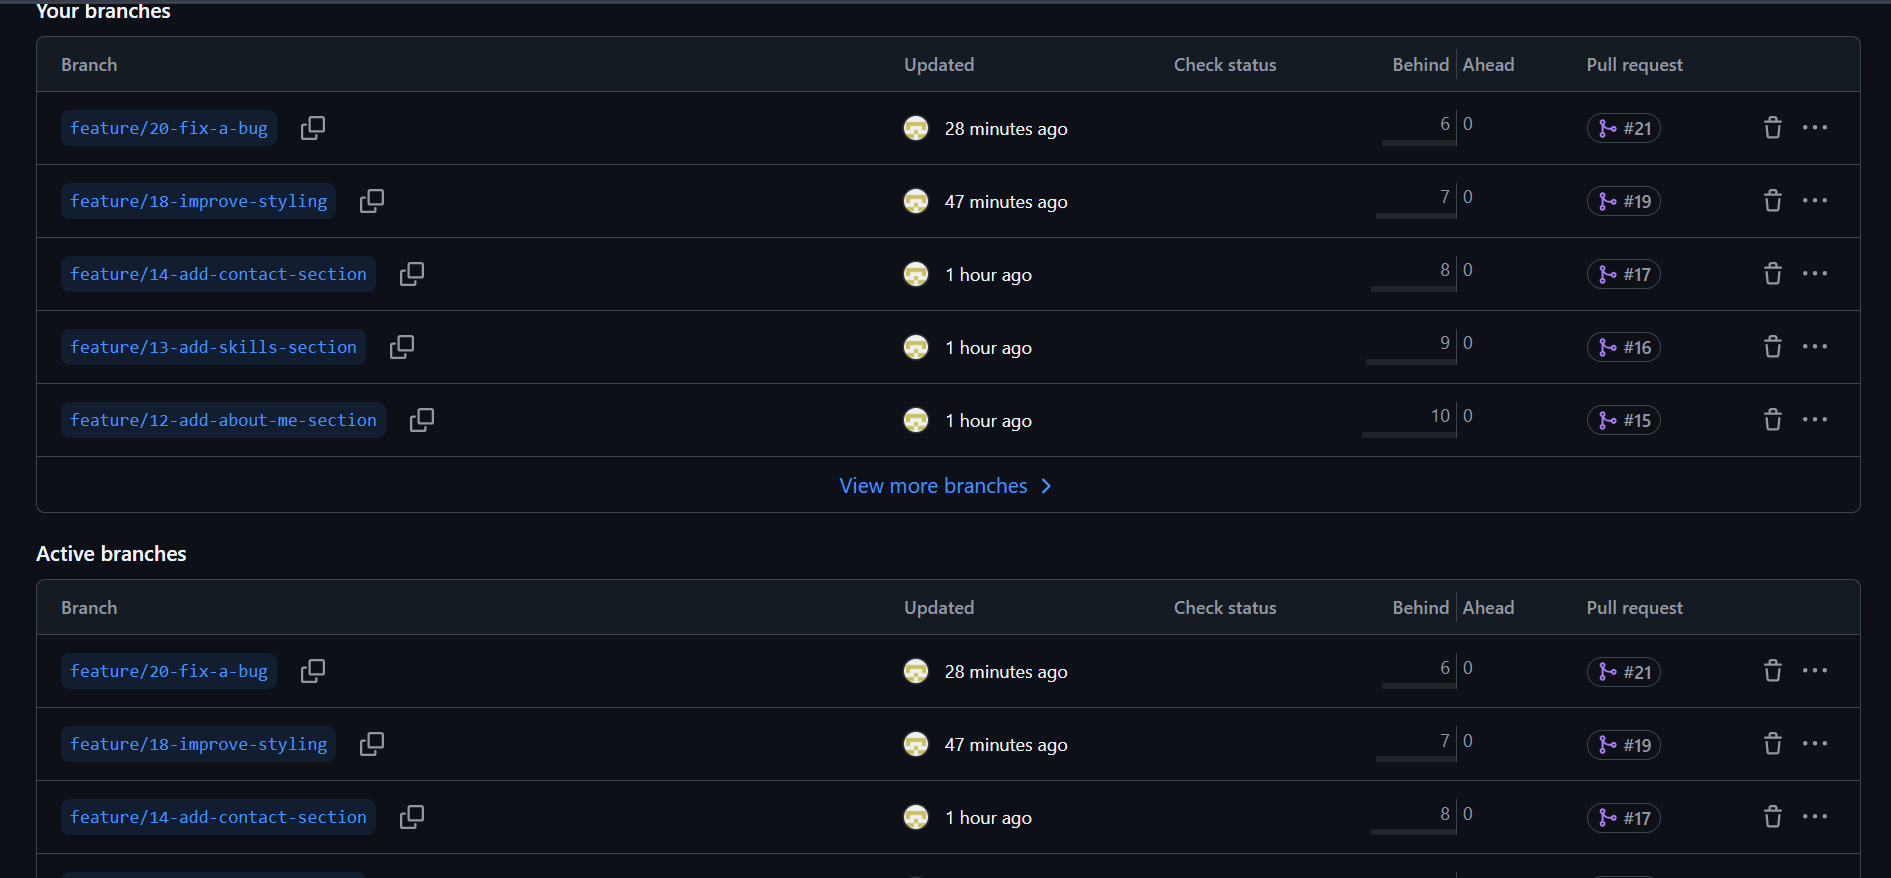 Your branches
Branch Updated Check status Behind Ahead Pull request
feature/20-fix-a-bug 28 minutes ago 6 0 #21
feature/18-improve-styling 47 minutes ago 7 0 #19
feature/14-add-contact-section 1 hour ago 8 0 #17
feature/13-add-skills-section 1 hour ago 9 0 #16
feature/12-add-about-me-section 1 hour ago 10 0 #15
View more branches
Active branches
Branch Updated Check status Behind Ahead Pull request
feature/20-fix-a-bug 28 minutes ago 6 0 #21
feature/18-improve-styling 47 minutes ago 7 0 #19
feature/14-add-contact-section 1 hour ago 8 0 #17